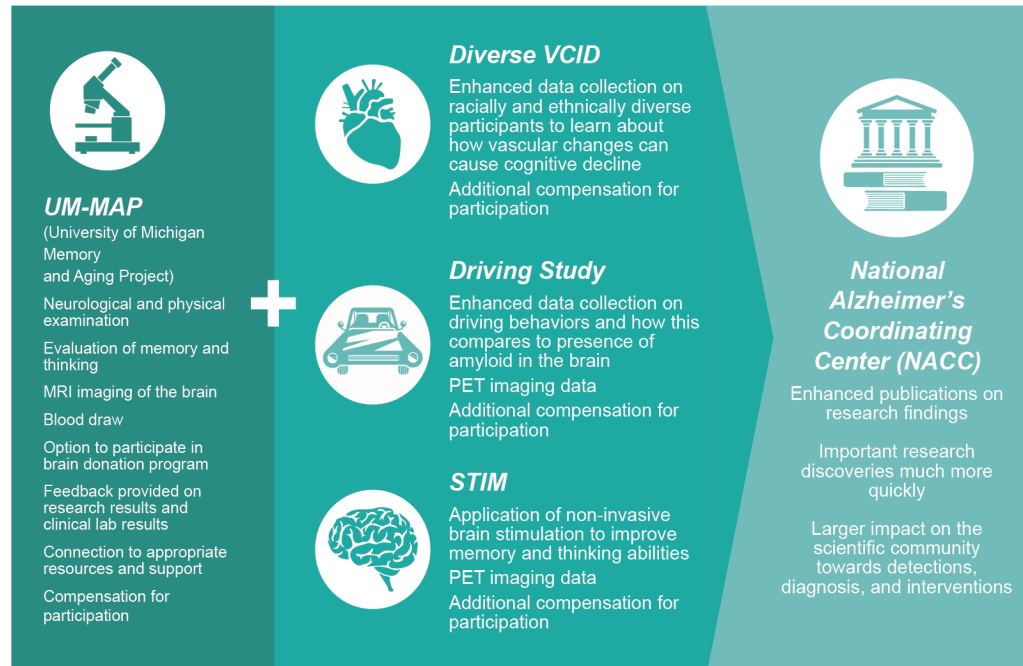 UM-MAP
(University of Michigan
Memory
and Aging Project)
Neurological and physical
examination
Evaluation of memory and
thinking
MRI imaging of the brain
Blood draw
Option to participate in
brain donation program
Feedback provided on
research results and
clinical lab results
Connection to appropriate
resources and support
Compensation for
participation
Diverse VCID
Enhanced data collection on
racially and ethnically diverse
participants to learn about
how vascular changes can
cause cognitive decline
Additional compensation for
participation
Driving Study
Enhanced data collection on
driving behaviors and how this
compares to presence of
amyloid in the brain
PET imaging data
Additional compensation for
participation
STIM
Application of non-invasive
brain stimulation to improve
memory and thinking abilities
PET imaging data
Additional compensation for
participation
National
Alzheimer’s
Coordinating
Center (NACC)
Enhanced publications on
research findings
Important research
discoveries much more
quickly
Larger impact on the
scientific community
towards detections,
diagnosis, and interventions